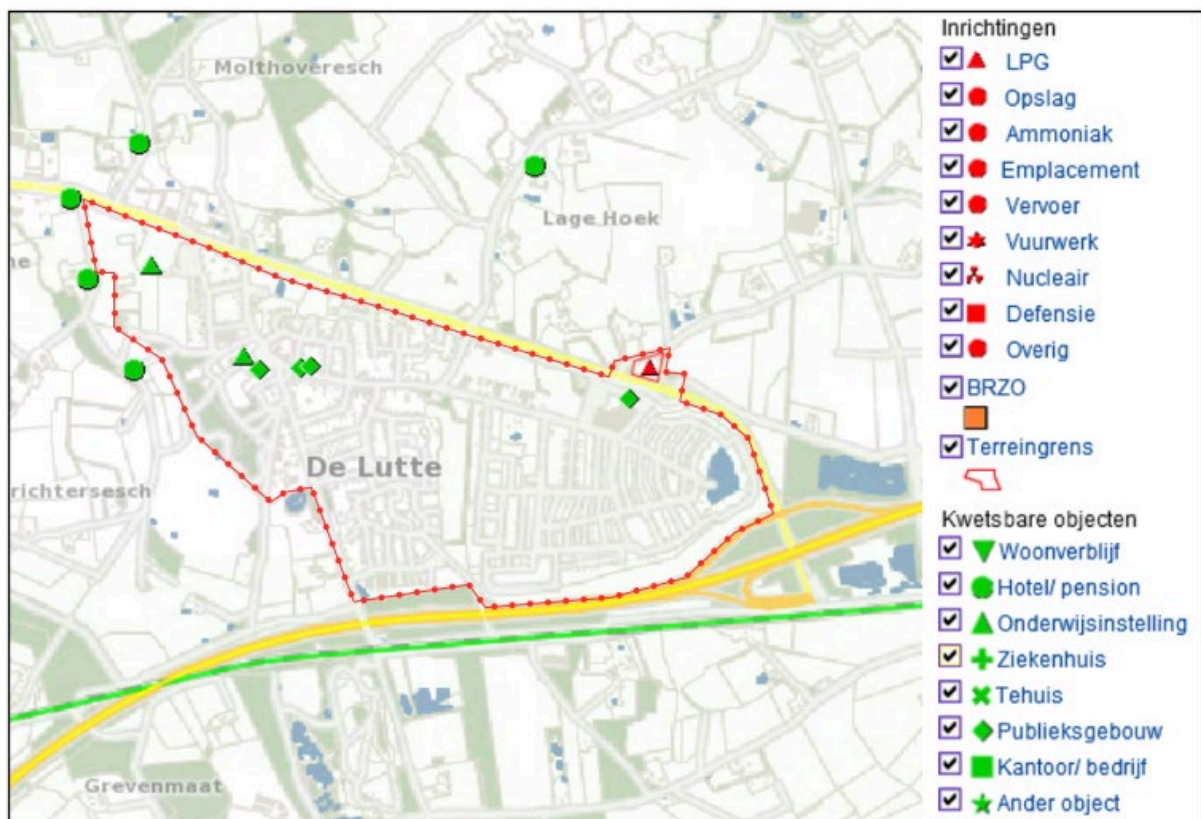 Molthoveresch
Lage Hoek
De Lutte
richtersesch
Grevenmaat
Inrichtingen
LPG
Opslag
Ammoniak
Emplacement
Vervoer
Vuurwerk
Nucleair
Defensie
Overig
BRZO
Terreingrens
Kwetsbare objecten
Woonverblijf
Hotel/ pension
Onderwijsinstelling
Ziekenhuis
Tehuis
Publieksgebouw
Kantoor/ bedrijf
Ander object